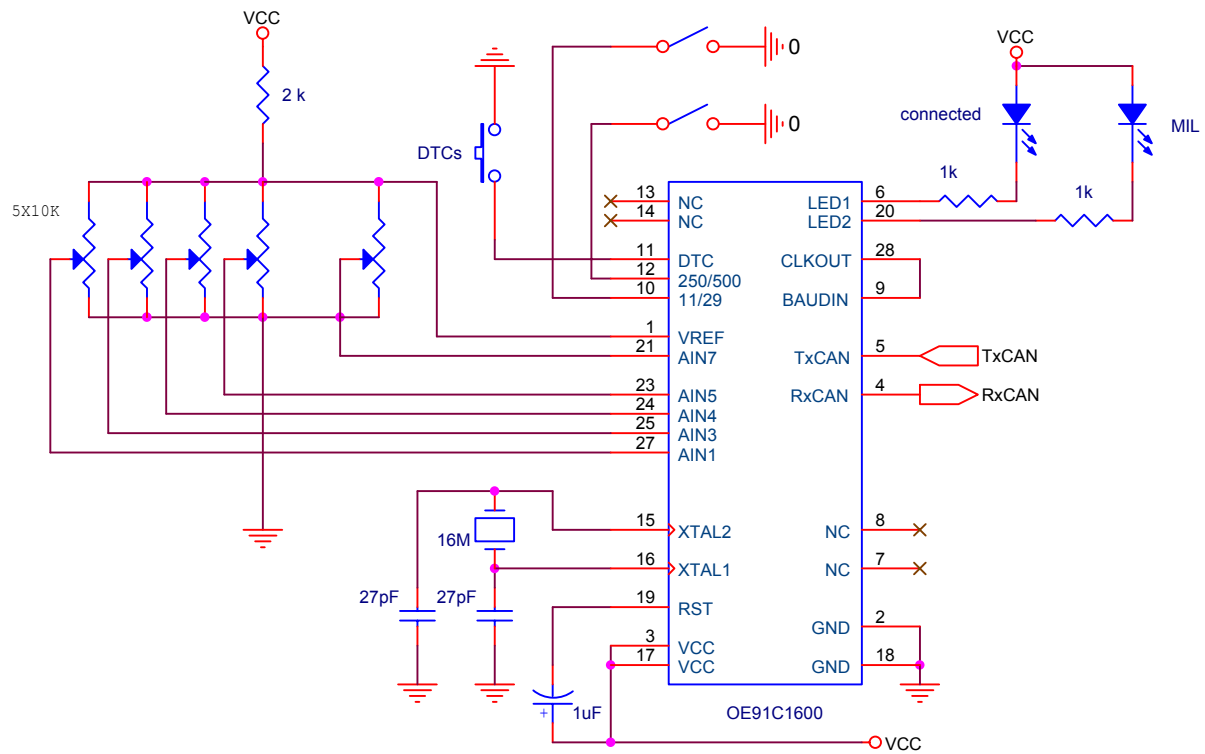 VCC
2 k
5X10K
DTCs
0
0
VCC
connected
MIL
1k
1k
13 NC
14 NC
11 DTC
12 250/500
10 11/29
1 VREF
21 AIN7
23 AIN5
24 AIN4
25 AIN3
27 AIN1
15 XTAL2
16 XTAL1
19 RST
3 VCC
17 VCC
LED1 6
LED2 20
CLKOUT 28
BAUDIN 9
TxCAN 5 TxCAN
RxCAN 4 RxCAN
NC 8
NC 7
GND 2
GND 18
16M
27pF
27pF
+
1uF
OE91C1600
VCC